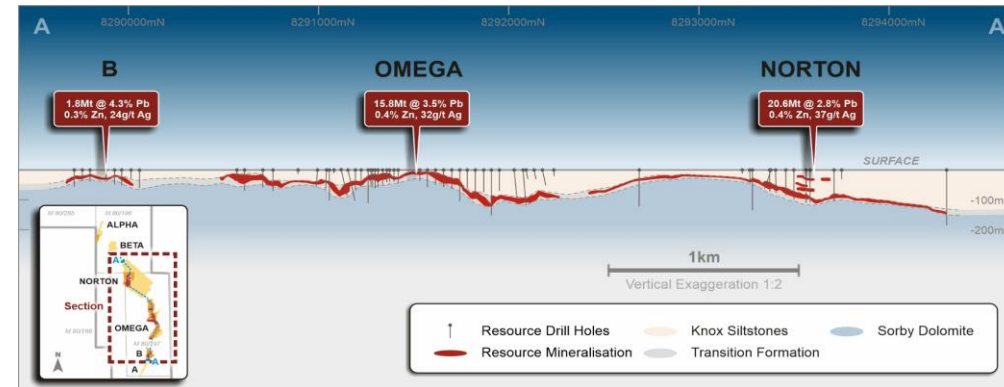 A
8290000mN
8291000mN
8292000mN
8293000mN
8294000mN
A'
B
OMEGA
NORTON
1.8Mt @ 4.3% Pb
0.3% Zn, 24g/t Ag
15.8Mt @ 3.5% Pb
0.4% Zn, 32g/t Ag
20.6Mt @ 2.8% Pb
0.4% Zn, 37g/t Ag
SURFACE
-100m
-200m
1km
Vertical Exaggeration 1:2
ALPHA
BETA
A'
NORTON
Section
OMEGA
B
A
A
N
Resource Drill Holes
Knox Siltstones
Sorby Dolomite
Resource Mineralisation
Transition Formation